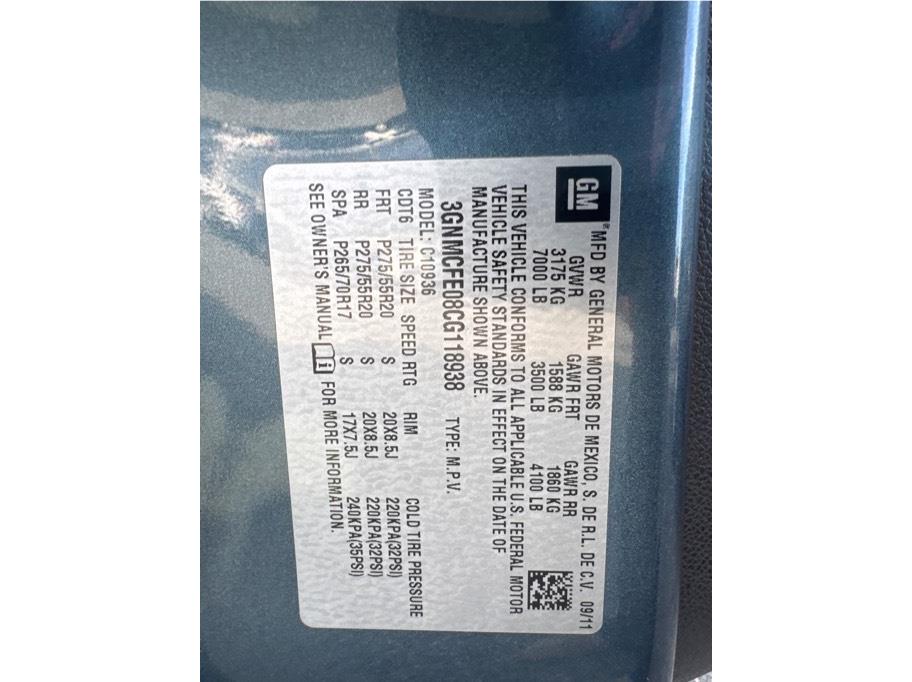 GM ® MFD BY GENERAL MOTORS DE MEXICO, S. DE R.L. DE C.V. 09/11
GVWR GAWR FRT GAWR RR
3175 KG 1588 KG 1860 KG
7000 LB 3500 LB 4100 LB
THIS VEHICLE CONFORMS TO ALL APPLICABLE U.S. FEDERAL MOTOR
VEHICLE SAFETY STANDARDS IN EFFECT ON THE DATE OF
MANUFACTURE SHOWN ABOVE.
3GNMCFE08CG118938 TYPE: M.P.V.
MODEL: C10936
CDT6 TIRE SIZE SPEED RTG RIM COLD TIRE PRESSURE
FRT P275/55R20 S 20X8.5J 220KPA(32PSI)
RR P275/55R20 S 20X8.5J 220KPA(32PSI)
SPA P265/70R17 S 17X7.5J 240KPA(35PSI)
SEE OWNER'S MANUAL i FOR MORE INFORMATION.